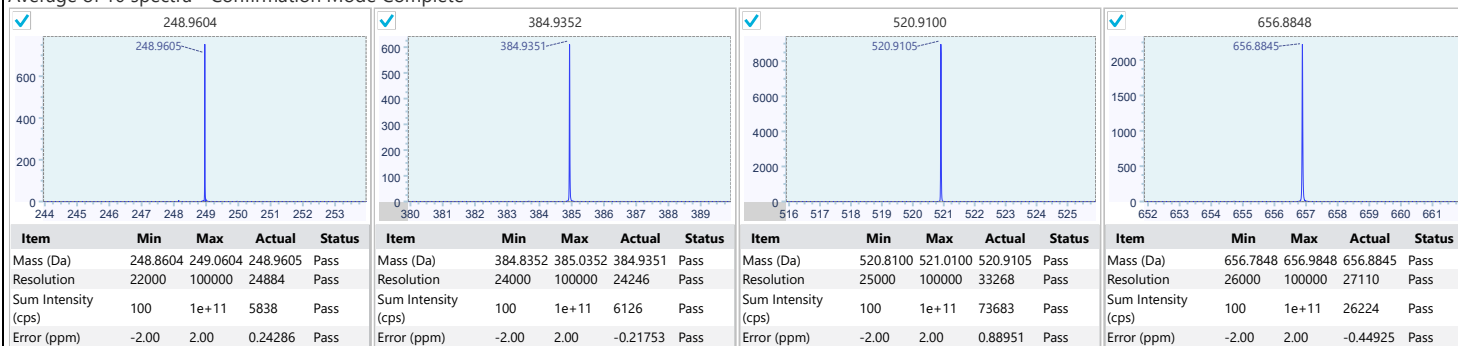 Average of 10 spectra - Confirmation Mode Complete
248.9604
248.9605
600
400
200
0
244 245 246 247 248 249 250 251 252 253
Item Min Max Actual Status
Mass (Da) 248.8604 249.0604 248.9605 Pass
Resolution 22000 100000 24884 Pass
Sum Intensity (cps) 100 1e+11 5838 Pass
Error (ppm) -2.00 2.00 0.24286 Pass
384.9352
384.9351
600
500
400
300
200
100
0
380 381 382 383 384 385 386 387 388 389
Item Min Max Actual Status
Mass (Da) 384.8352 385.0352 384.9351 Pass
Resolution 24000 100000 24246 Pass
Sum Intensity (cps) 100 1e+11 6126 Pass
Error (ppm) -2.00 2.00 -0.21753 Pass
520.9100
520.9105
8000
6000
4000
2000
0
516 517 518 519 520 521 522 523 524 525
Item Min Max Actual Status
Mass (Da) 520.8100 521.0100 520.9105 Pass
Resolution 25000 100000 33268 Pass
Sum Intensity (cps) 100 1e+11 73683 Pass
Error (ppm) -2.00 2.00 0.88951 Pass
656.8848
656.8845
2000
1500
1000
500
0
652 653 654 655 656 657 658 659 660 661
Item Min Max Actual Status
Mass (Da) 656.7848 656.9848 656.8845 Pass
Resolution 26000 100000 27110 Pass
Sum Intensity (cps) 100 1e+11 26224 Pass
Error (ppm) -2.00 2.00 -0.44925 Pass